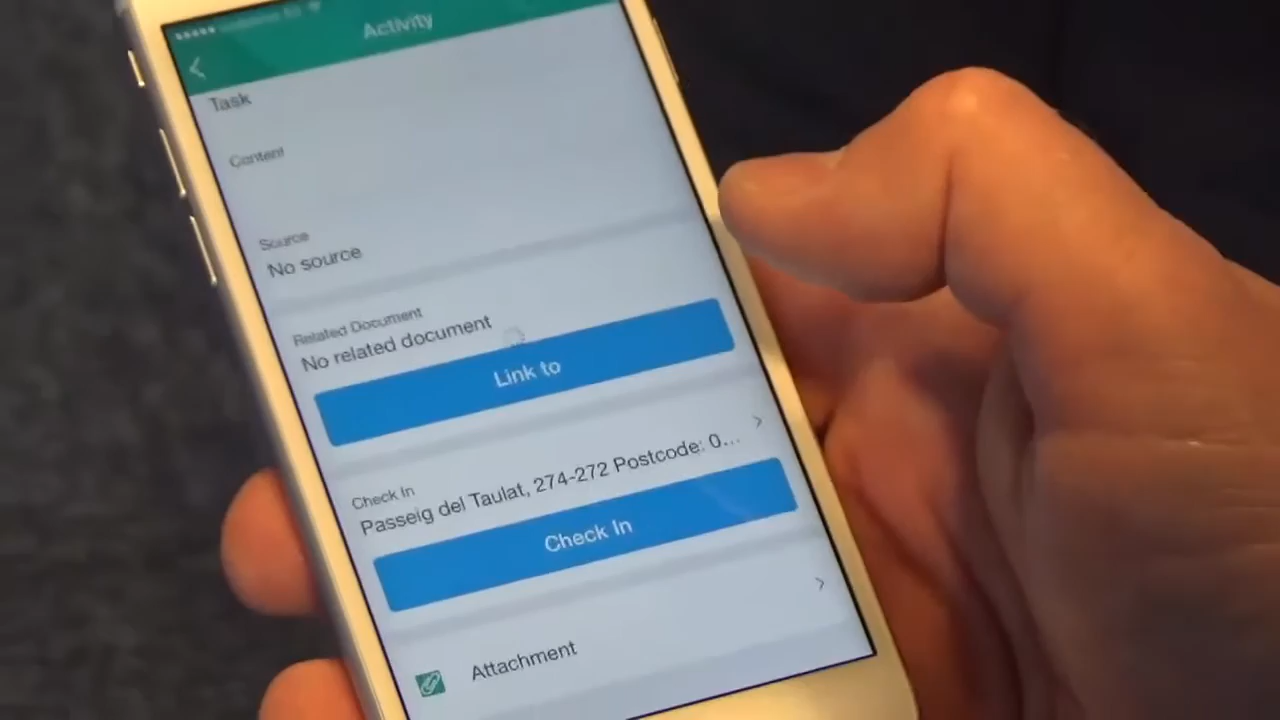 Activity
Task
Content
Source
No source
Related Document
No related document
Link to
Check In
Passeig del Taulat, 274-272 Postcode: 0...
Check In
Attachment